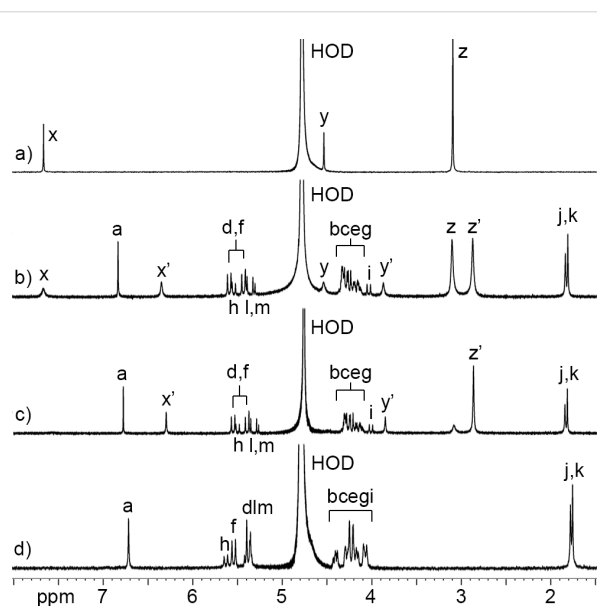 HOD
z
x
y
a)
HOD
a
d,f
bceg
z z’
j,k
x
x’
y
i
y’
b)
h l,m
HOD
a
d,f
bceg
z’
j,k
x’
i
y’
c)
h l,m
HOD
a
dlm
bcegi
j,k
f
h
d)
ppm 7 6 5 4 3 2